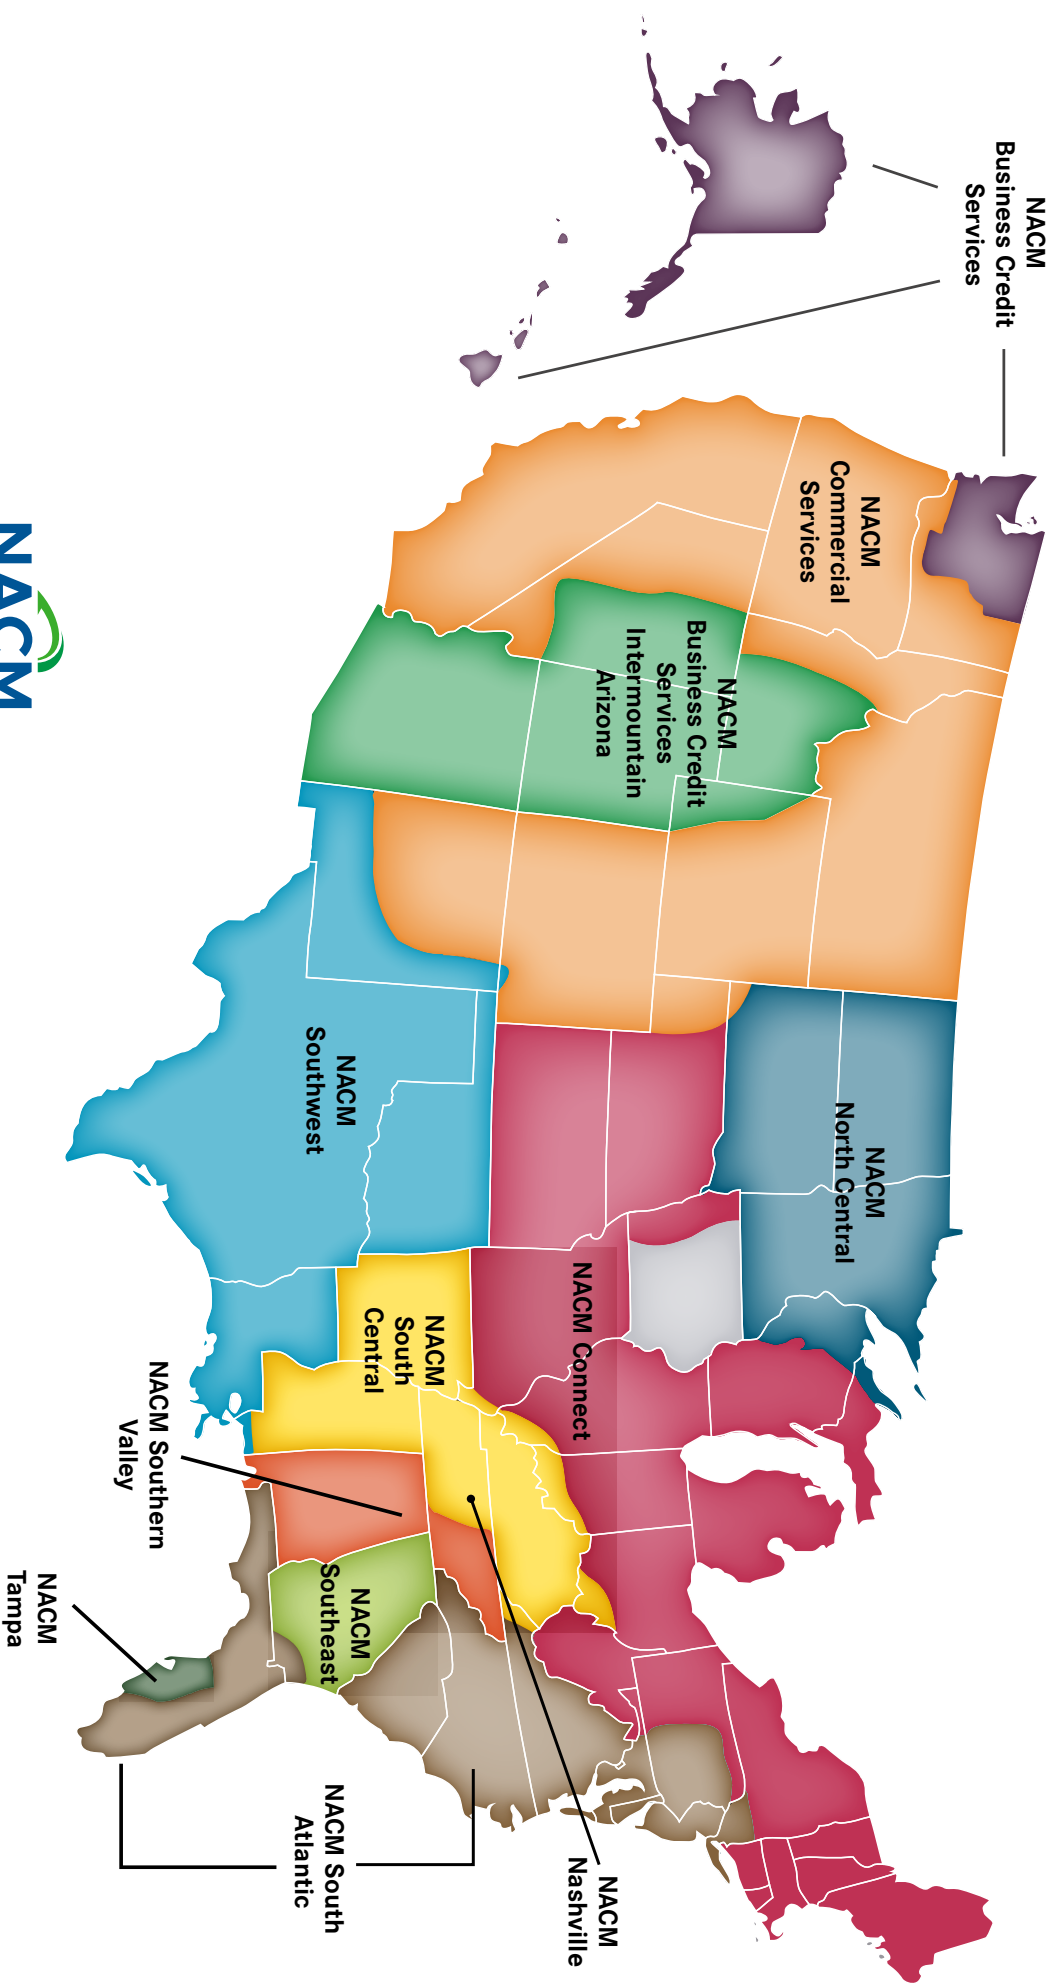 NACM
Business Credit
Services
NACM
Commercial
Services
NACM
Business Credit
Services
Intermountain
Arizona
NACM
North Central
NACM
Southwest
NACM Connect
NACM
South
Central
NACM Southern
Valley
NACM
Southeast
NACM
Tampa
NACM South
Atlantic
NACM
Nashville
NACM